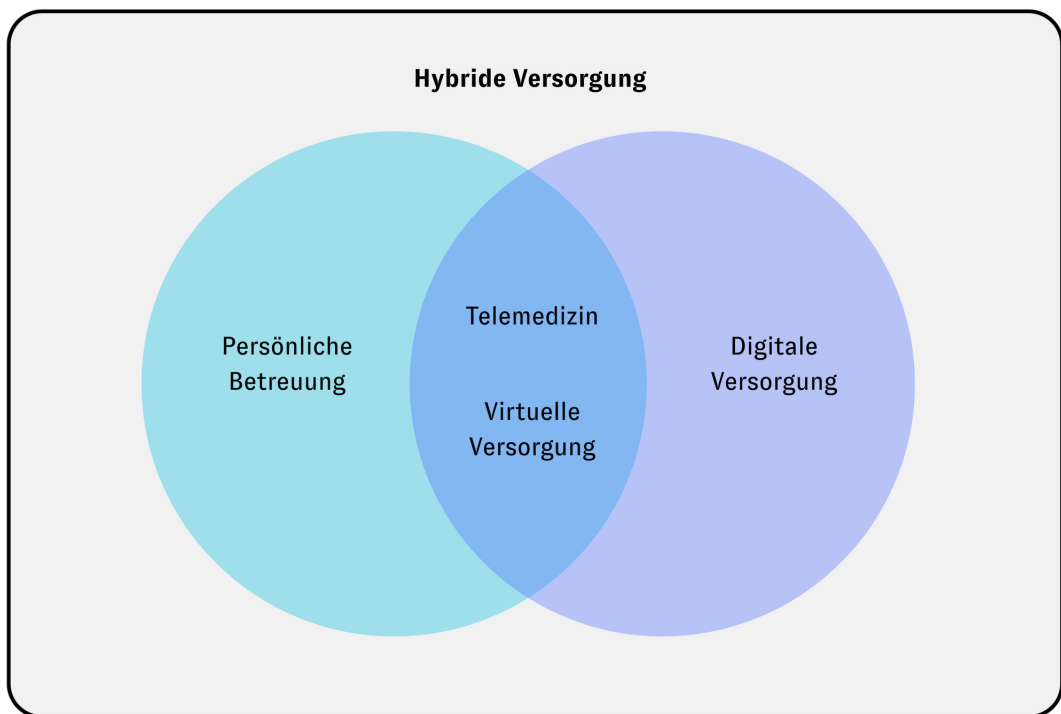 Hybride Versorgung
Persönliche
Betreuung
Telemedizin
Virtuelle
Versorgung
Digitale
Versorgung